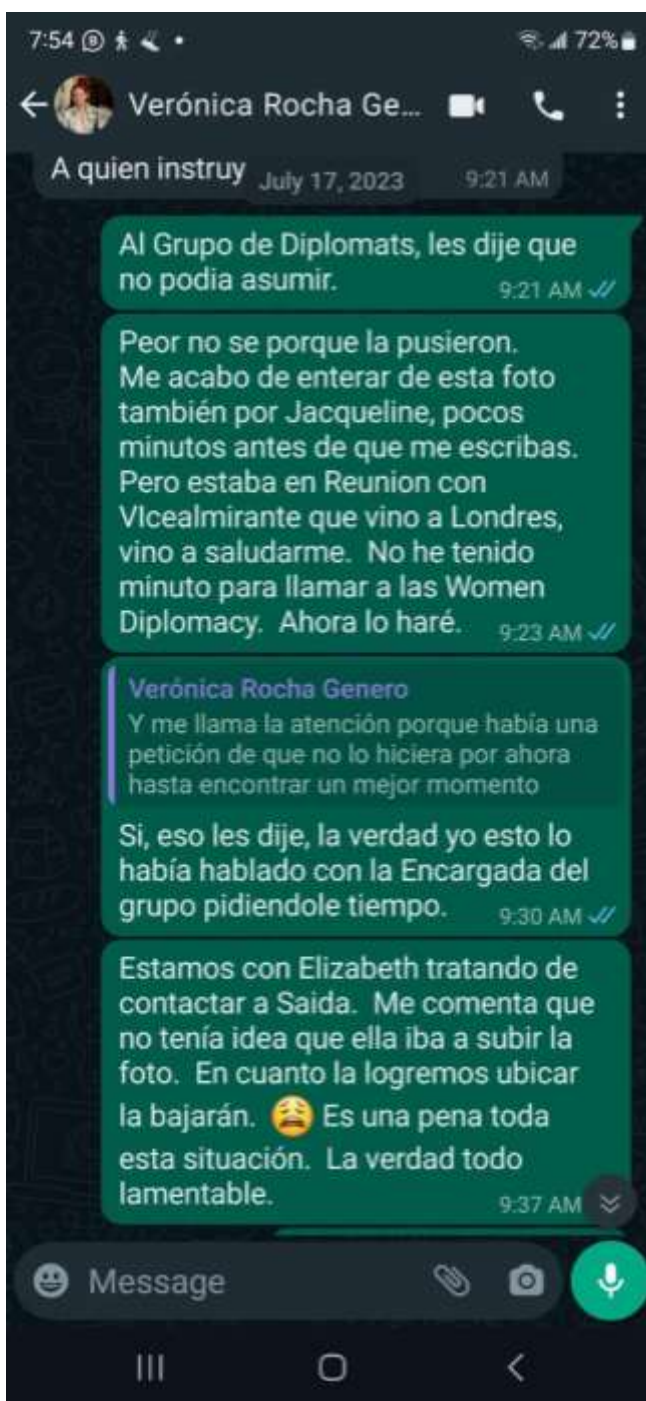 7:54
72%
Verónica Rocha Ge...
A quien instruy
July 17, 2023
9:21 AM
Al Grupo de Diplomats, les dije que
no podia asumir.
9:21 AM
Peor no se porque la pusieron.
Me acabo de enterar de esta foto
también por Jacqueline, pocos
minutos antes de que me escribas.
Pero estaba en Reunion con
VIcealmirante que vino a Londres,
vino a saludarme. No he tenido
minuto para llamar a las Women
Diplomacy. Ahora lo haré.
9:23 AM
Verónica Rocha Genero
Y me llama la atención porque había una
petición de que no lo hiciera por ahora
hasta encontrar un mejor momento
Si, eso les dije, la verdad yo esto lo
había hablado con la Encargada del
grupo pidiendole tiempo.
9:30 AM
Estamos con Elizabeth tratando de
contactar a Saida. Me comenta que
no tenía idea que ella iba a subir la
foto. En cuanto la logremos ubicar
la bajarán. 😩 Es una pena toda
esta situación. La verdad todo
lamentable.
9:37 AM
Message